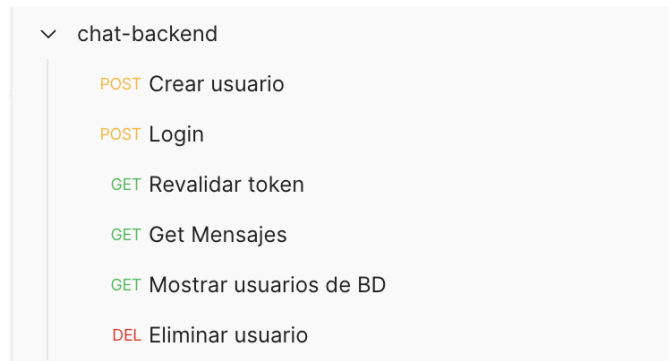 chat-backend
POST Crear usuario
POST Login
GET Revalidar token
GET Get Mensajes
GET Mostrar usuarios de BD
DEL Eliminar usuario